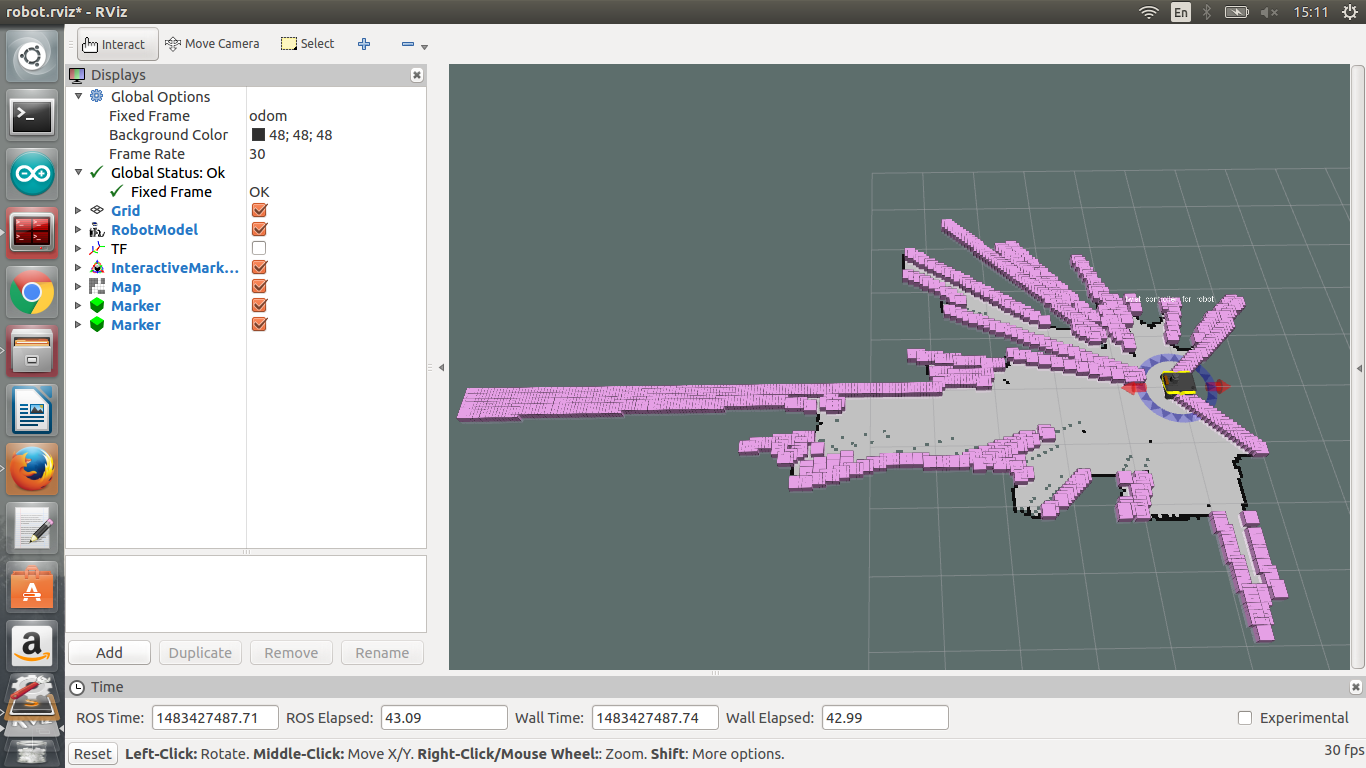 robot.rviz* - RViz
En
15:11
Interact
Move Camera
Select
Displays
Global Options
Fixed Frame odom
Background Color 48; 48; 48
Frame Rate 30
Global Status: Ok
Fixed Frame OK
Grid
RobotModel
TF
InteractiveMark...
Map
Marker
Marker
twist controller for robot
Add Duplicate Remove Rename
Time
ROS Time: 1483427487.71 ROS Elapsed: 43.09 Wall Time: 1483427487.74 Wall Elapsed: 42.99 Experimental
Reset Left-Click: Rotate. Middle-Click: Move X/Y. Right-Click/Mouse Wheel:: Zoom. Shift: More options. 30 fps
RViz